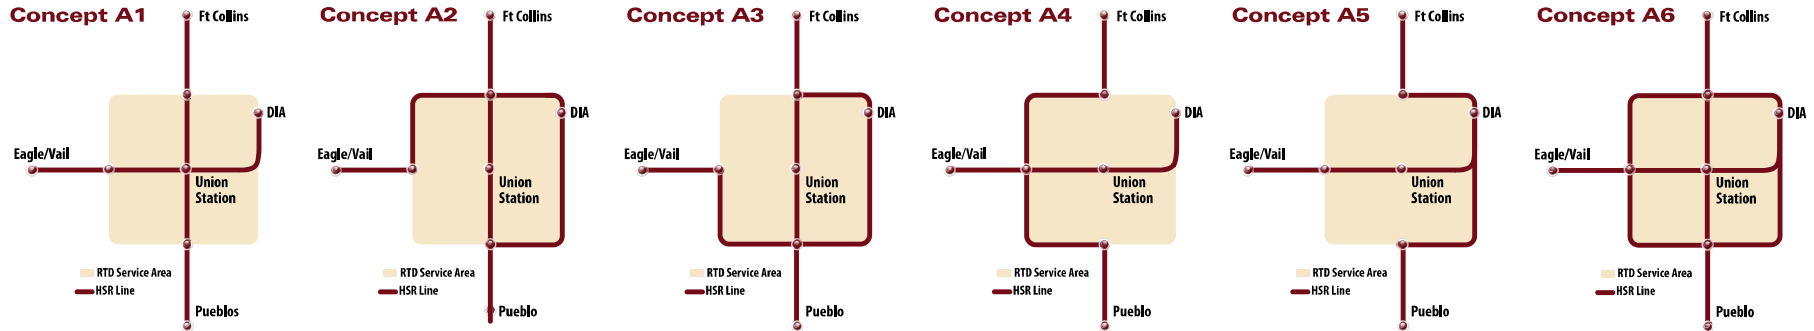 Concept A1
Ft Collins
DIA
Eagle/Vail
Union
Station
RTD Service Area
HSR Line
Pueblos
Concept A2
Ft Collins
DIA
Eagle/Vail
Union
Station
RTD Service Area
HSR Line
Pueblo
Concept A3
Ft Collins
DIA
Eagle/Vail
Union
Station
RTD Service Area
HSR Line
Pueblo
Concept A4
Ft Collins
DIA
Eagle/Vail
Union
Station
RTD Service Area
HSR Line
Pueblo
Concept A5
Ft Collins
DIA
Eagle/Vail
Union
Station
RTD Service Area
HSR Line
Pueblo
Concept A6
Ft Collins
DIA
Eagle/Vail
Union
Station
RTD Service Area
HSR Line
Pueblo